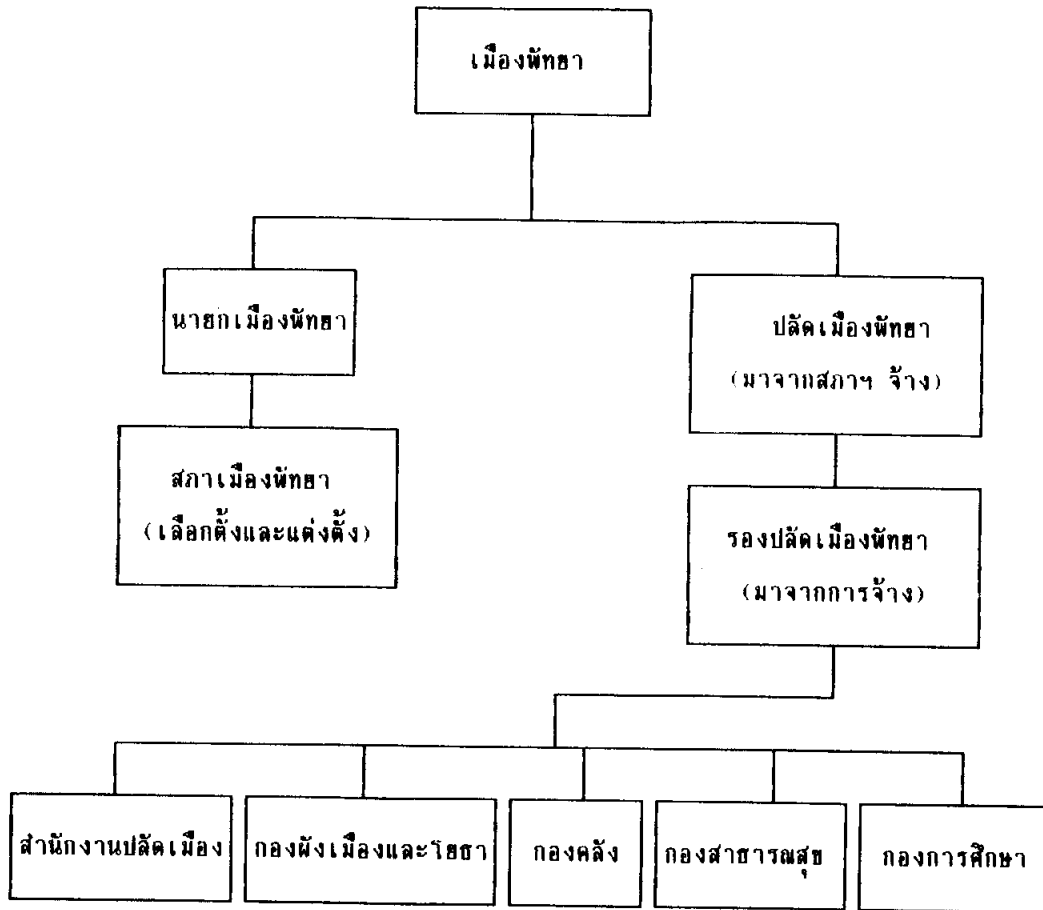 เมืองพัทยา
นายกเมืองพัทยา
ปลัดเมืองพัทยา
(มาจากสภาฯ จ้าง)
สภาเมืองพัทยา
(เลือกตั้งและแต่งตั้ง)
รองปลัดเมืองพัทยา
(มาจากการจ้าง)
สำนักงานปลัดเมือง
กองผังเมืองและโยธา
กองคลัง
กองสาธารณสุข
กองการศึกษา